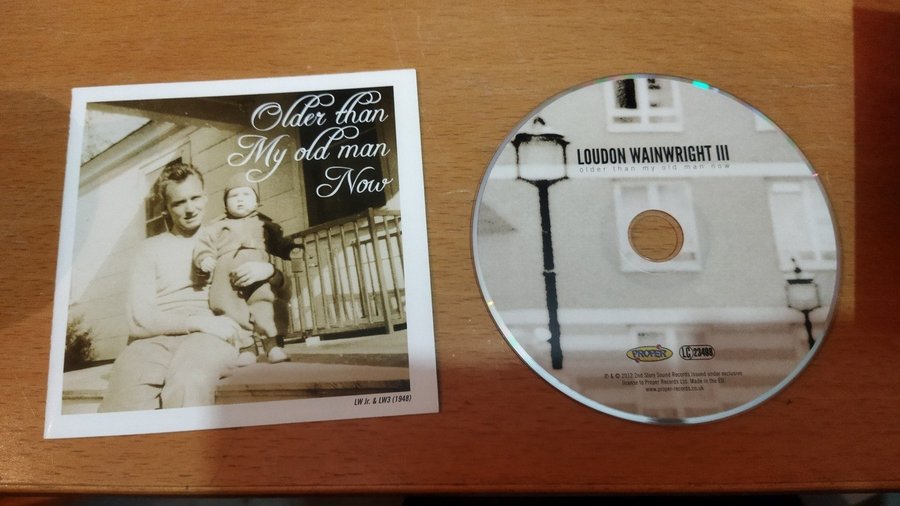 Older than
My old man
Now
LW Jr. & LW3 (1948)
LOUDON WAINWRIGHT III
older than my old man now
PROPER
LC 23498
℗ & © 2012 2nd Story Sound Records issued under exclusive
license to Proper Records Ltd. Made in the EU
www.proper-records.co.uk